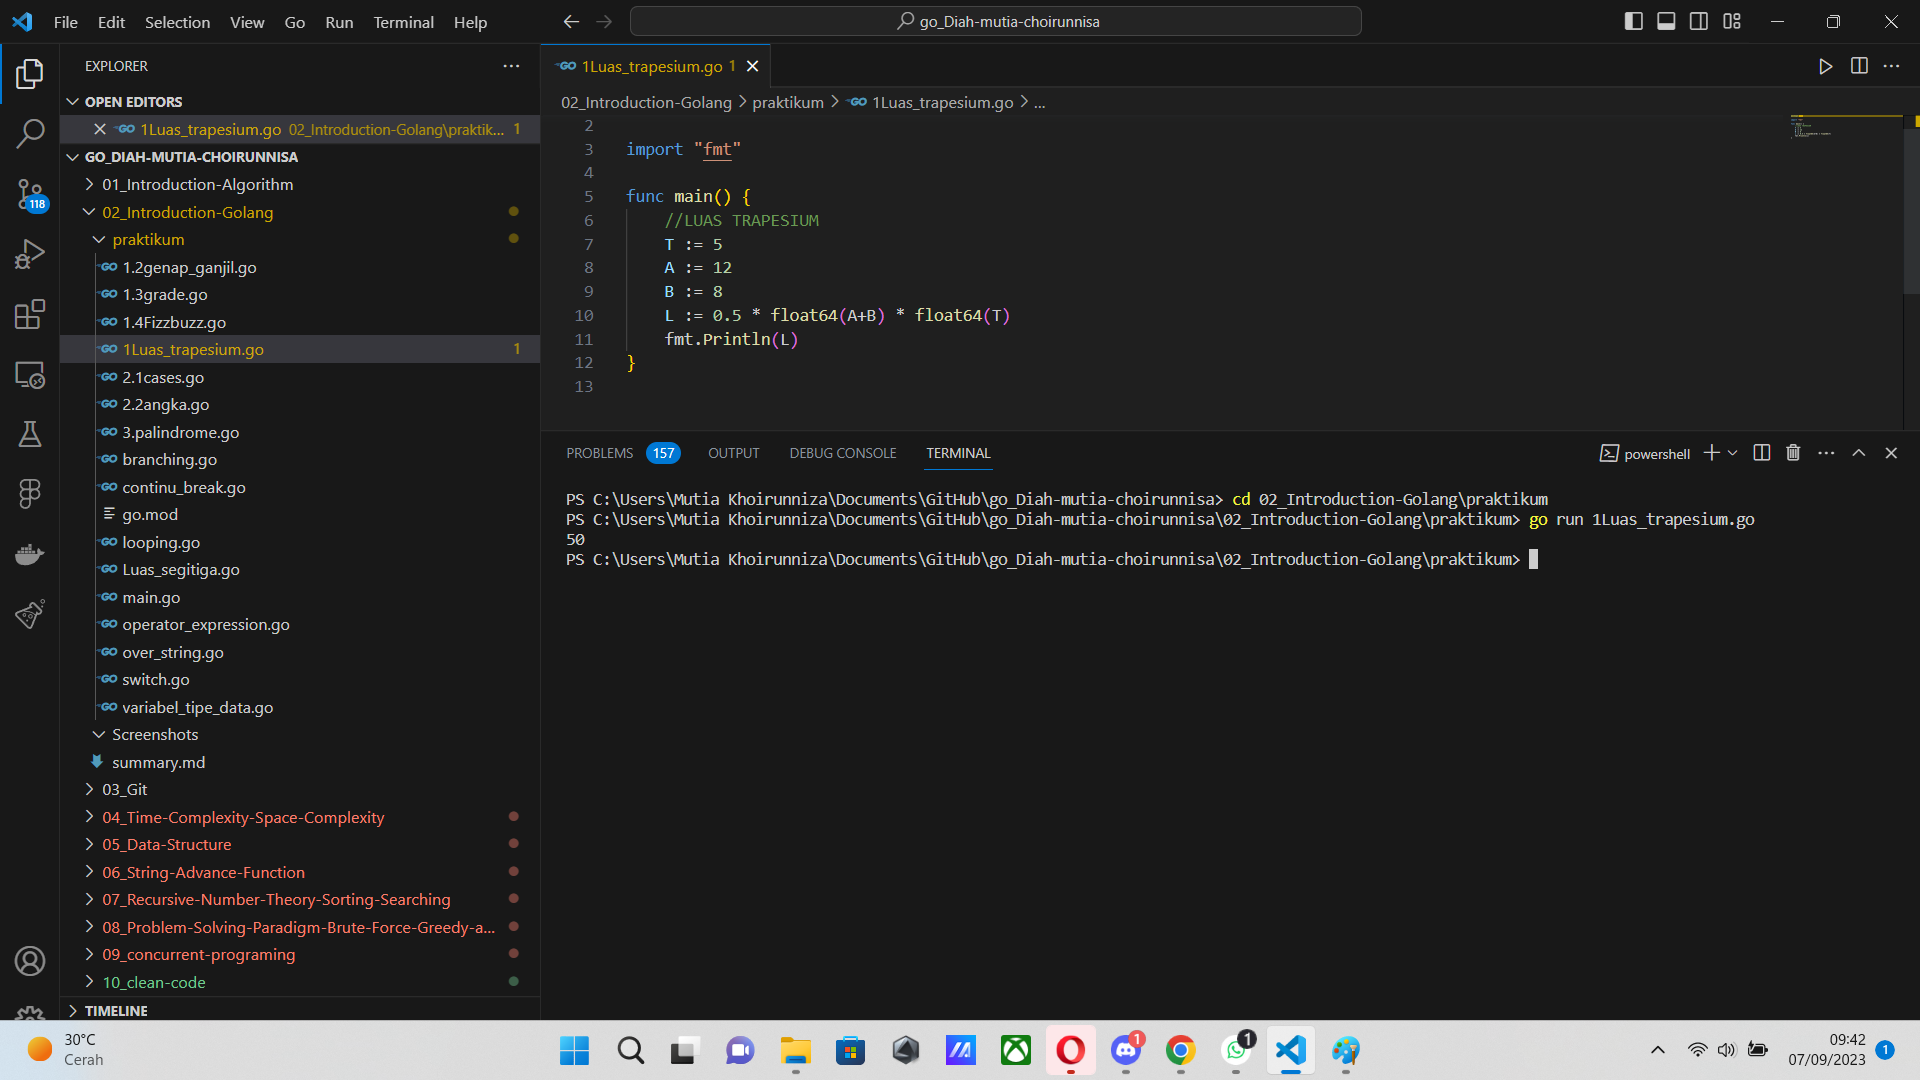 File Edit Selection View Go Run Terminal Help
go_Diah-mutia-choirunnisa
EXPLORER
OPEN EDITORS
1Luas_trapesium.go 02_Introduction-Golang\praktik... 1
GO_DIAH-MUTIA-CHOIRUNNISA
01_Introduction-Algorithm
02_Introduction-Golang
praktikum
1.2genap_ganjil.go
1.3grade.go
1.4Fizzbuzz.go
1Luas_trapesium.go 1
2.1cases.go
2.2angka.go
3.palindrome.go
branching.go
continu_break.go
go.mod
looping.go
Luas_segitiga.go
main.go
operator_expression.go
over_string.go
switch.go
variabel_tipe_data.go
Screenshots
summary.md
03_Git
04_Time-Complexity-Space-Complexity
05_Data-Structure
06_String-Advance-Function
07_Recursive-Number-Theory-Sorting-Searching
08_Problem-Solving-Paradigm-Brute-Force-Greedy-a...
09_concurrent-programing
10_clean-code
TIMELINE
118
1Luas_trapesium.go 1
02_Introduction-Golang > praktikum > 1Luas_trapesium.go > ...
2
3 import "fmt"
4
5 func main() {
6 //LUAS TRAPESIUM
7 T := 5
8 A := 12
9 B := 8
10 L := 0.5 * float64(A+B) * float64(T)
11 fmt.Println(L)
12 }
13
PROBLEMS 157 OUTPUT DEBUG CONSOLE TERMINAL
powershell
PS C:\Users\Mutia Khoirunniza\Documents\GitHub\go_Diah-mutia-choirunnisa> cd 02_Introduction-Golang\praktikum
PS C:\Users\Mutia Khoirunniza\Documents\GitHub\go_Diah-mutia-choirunnisa\02_Introduction-Golang\praktikum> go run 1Luas_trapesium.go
50
PS C:\Users\Mutia Khoirunniza\Documents\GitHub\go_Diah-mutia-choirunnisa\02_Introduction-Golang\praktikum>
30°C
Cerah
1
1
09:42
07/09/2023
1